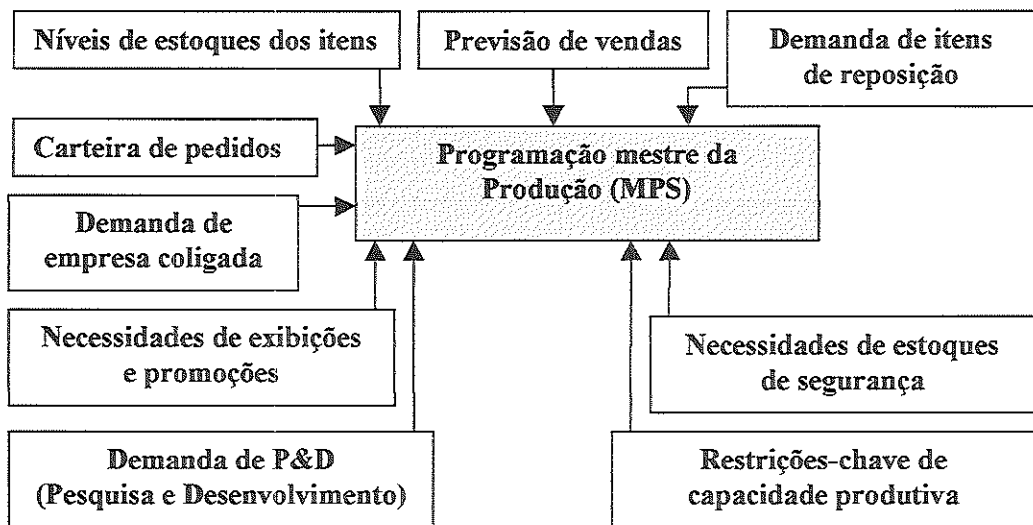 Níveis de estoques dos itens
Previsão de vendas
Demanda de itens
de reposição
Carteira de pedidos
Programação mestre da
Produção (MPS)
Demanda de
empresa coligada
Necessidades de exibições
e promoções
Necessidades de estoques
de segurança
Demanda de P&D
(Pesquisa e Desenvolvimento)
Restrições-chave de
capacidade produtiva